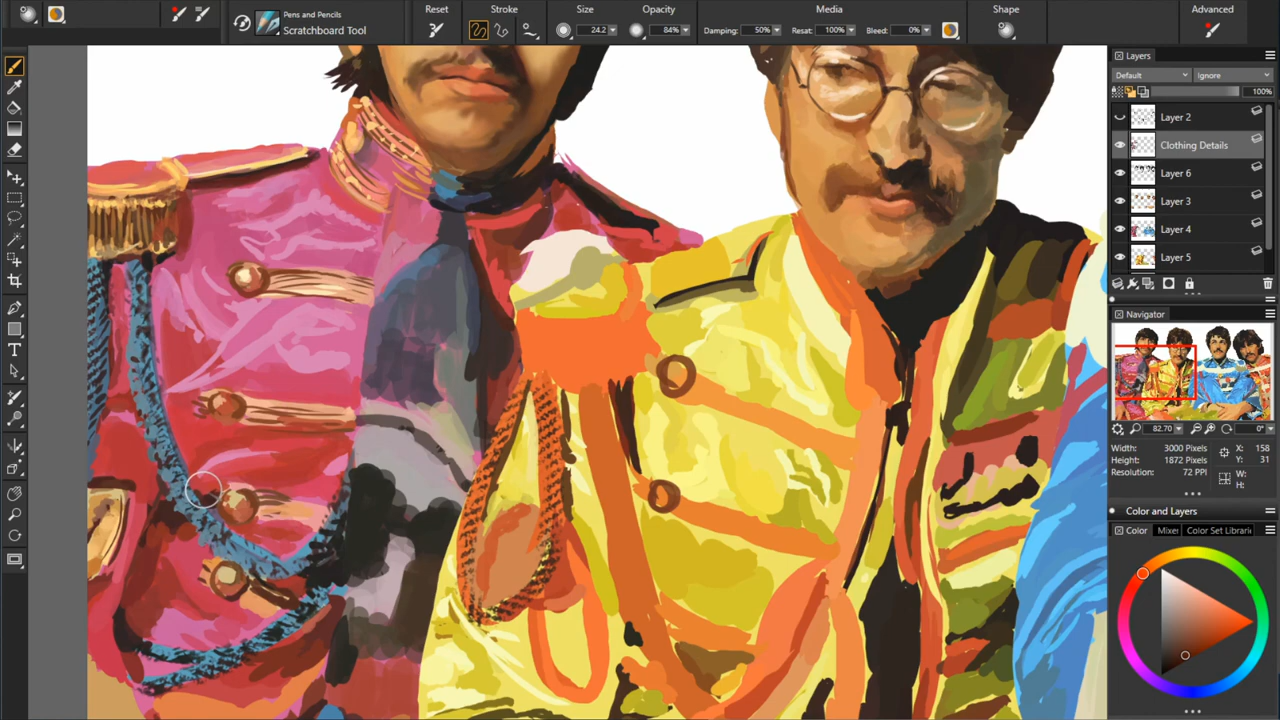 Pens and Pencils
Scratchboard Tool
Reset
Stroke
Size
24.2
Opacity
84%
Media
Damping: 50%
Resat: 100%
Bleed: 0%
Shape
Advanced
Layers
Default
Ignore
100%
Layer 2
Clothing Details
Layer 6
Layer 3
Layer 4
Layer 5
Navigator
82.70
0°
Width: 3000 Pixels
Height: 1872 Pixels
Resolution: 72 PPI
X: 158
Y: 31
W:
H:
Color and Layers
Color
Mixer
Color Set Librari